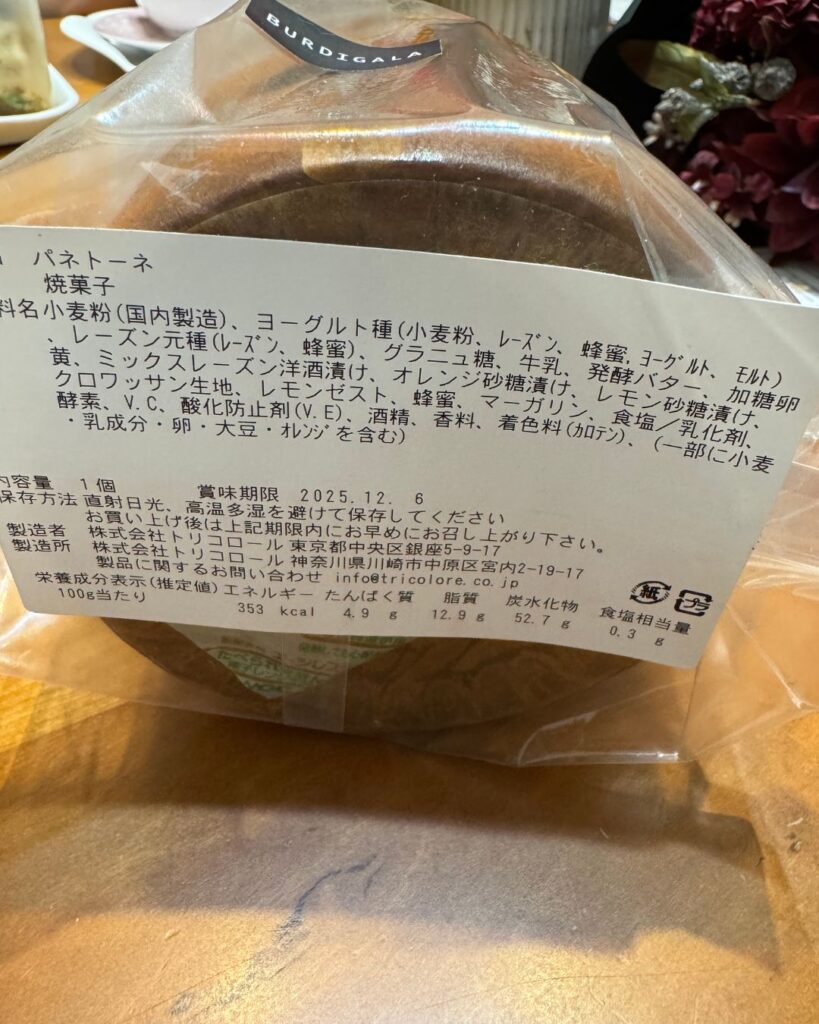 BURDIGALA
パネトーネ
焼菓子
料名 小麦粉(国内製造)、ヨーグルト種(小麦粉、ﾚｰｽﾞﾝ、蜂蜜,ﾖｰｸﾞﾙﾄ、ﾓﾙﾄ)
、レーズン元種(ﾚｰｽﾞﾝ、蜂蜜)、グラニュ糖、牛乳、発酵バター、加糖卵
黄、ミックスレーズン洋酒漬け、オレンジ砂糖漬け、レモン砂糖漬け、
クロワッサン生地、レモンゼスト、蜂蜜、マーガリン、食塩／乳化剤、
酵素、V.C、酸化防止剤(V.E)、酒精、香料、着色料(ｶﾛﾃﾝ)、(一部に小麦
・乳成分・卵・大豆・ｵﾚﾝｼﾞを含む)
内容量 1個 賞味期限 2025.12. 6
保存方法 直射日光、高温多湿を避けて保存してください
お買い上げ後は上記期限内にお早めにお召し上がり下さい。
製造者 株式会社トリコロール 東京都中央区銀座5-9-17
製造所 株式会社トリコロール 神奈川県川崎市中原区宮内2-19-17
製品に関するお問い合わせ info@tricolore.co.jp
紙 プラ
栄養成分表示(推定値) エネルギー たんぱく質 脂質 炭水化物 食塩相当量
100g当たり 353 kcal 4.9 g 12.9 g 52.7 g 0.3 g